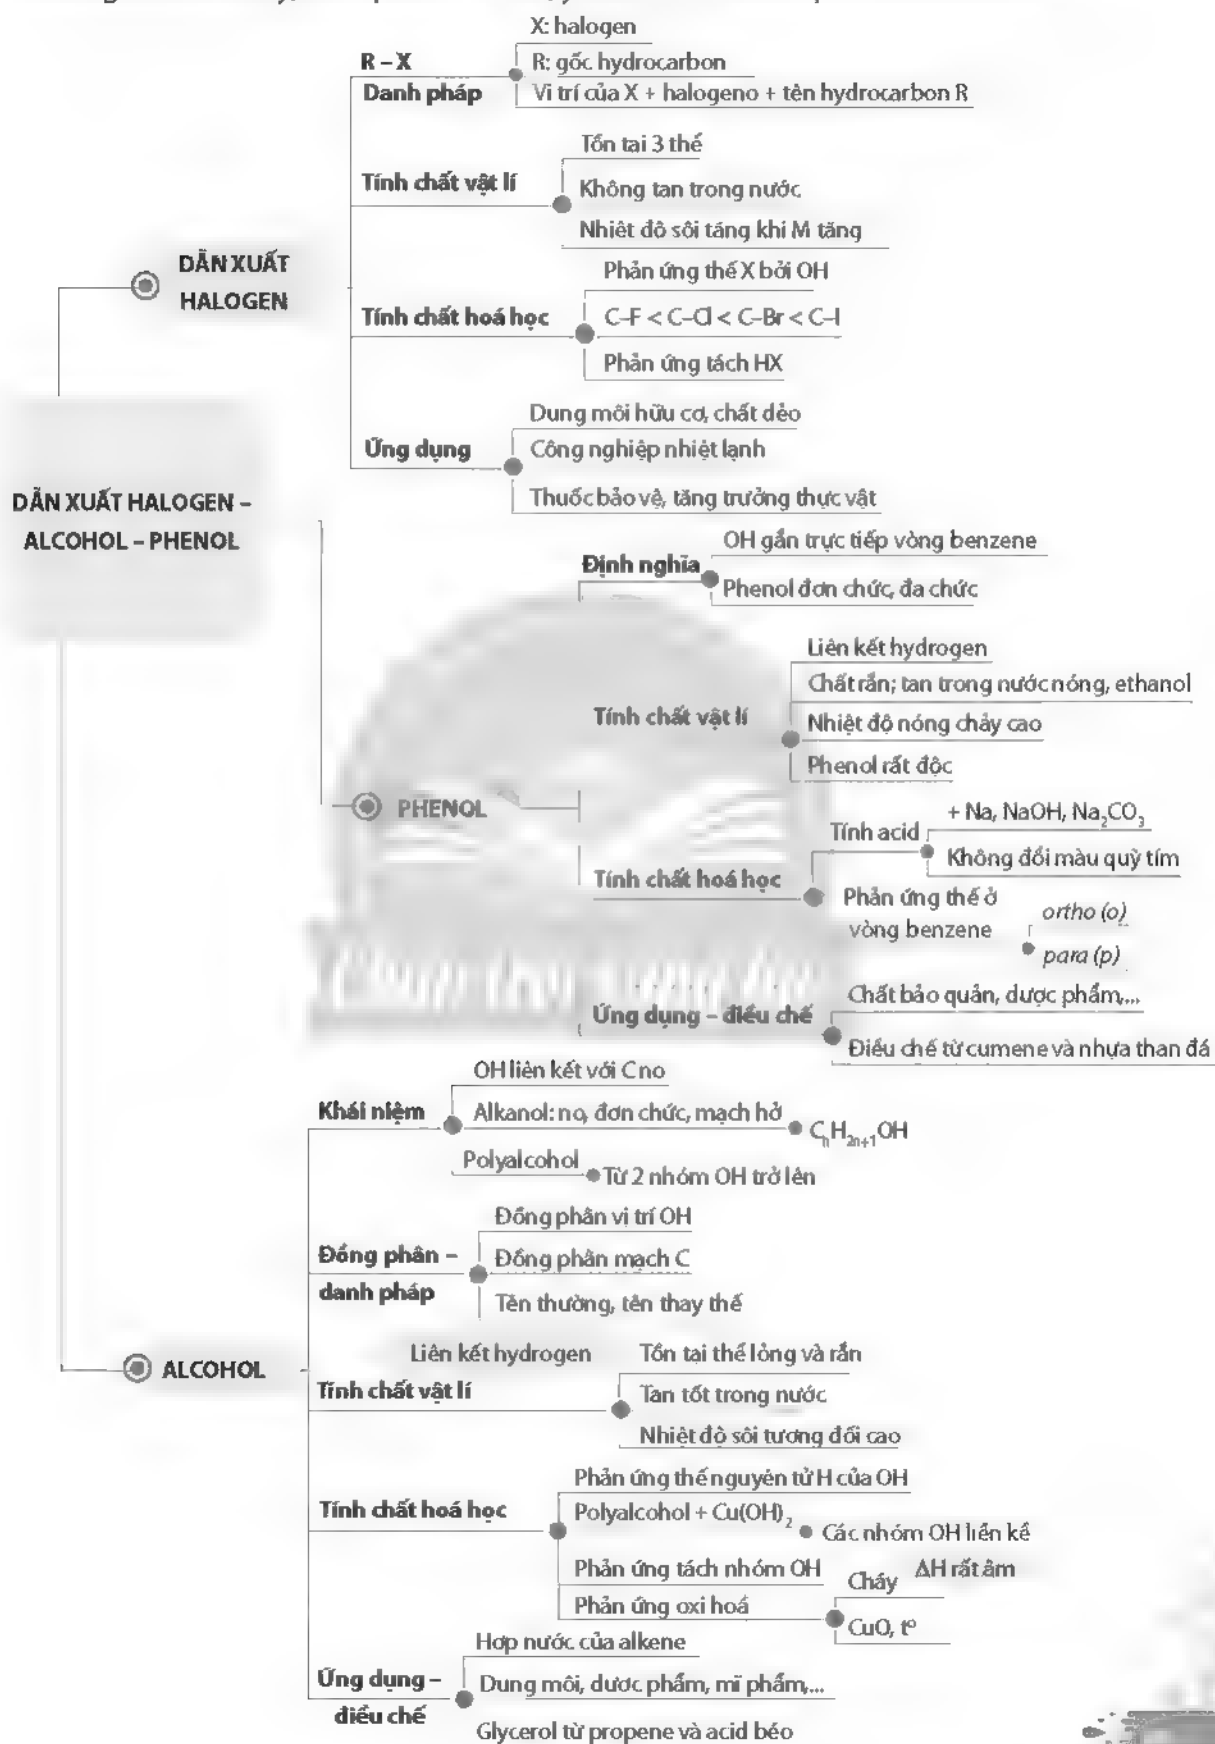 X: halogen
R – X
R: gốc hydrocarbon
Danh pháp
Vi trí của X + halogeno + tên hydrocarbon R
Tồn tai 3 thể
Tính chất vật lí
Không tan trong nước
Nhiêt đô sôi tăng khi M tăng
DẪN XUẤT
HALOGEN
Phản ứng thế X bởi OH
Tính chất hoá học
C–F < C–Cl < C–Br < C–I
Phản ứng tách HX
Dung môi hữu cơ, chất dẻo
Ứng dụng
Công nghiệp nhiệt lạnh
Thuốc bảo vệ, tăng trưởng thực vật
DẪN XUẤT HALOGEN –
ALCOHOL – PHENOL
OH gắn trực tiếp vòng benzene
Định nghĩa
Phenol đơn chức, đa chức
Liên kết hydrogen
Chất rắn; tan trong nước nóng, ethanol
Tính chất vật lí
Nhiệt độ nóng chảy cao
Phenol rất độc
PHENOL
+ Na, NaOH, Na₂CO₃
Tính acid
Không đổi màu quỳ tím
Tính chất hoá học
Phản ứng thế ở
vòng benzene
ortho (o)
para (p)
Chất bảo quản, dược phẩm,...
Ứng dụng – điều chế
Điều chế từ cumene và nhựa than đá
OH liên kết với C no
Khái niệm
Alkanol: no, đơn chức, mạch hở
CₙH₂ₙ₊₁OH
Polyalcohol
Từ 2 nhóm OH trở lên
Đồng phân vị trí OH
Đồng phân –
danh pháp
Đồng phân mạch C
Tên thường, tên thay thế
ALCOHOL
Liên kết hydrogen
Tồn tai thể lỏng và rắn
Tính chất vật lí
Tan tốt trong nước
Nhiệt độ sôi tương đối cao
Phản ứng thế nguyên tử H của OH
Tính chất hoá học
Polyalcohol + Cu(OH)₂
Các nhóm OH liền kề
Phản ứng tách nhóm OH
Phản ứng oxi hoá
Cháy
ΔH rất âm
CuO, t°
Hơp nước của alkene
Ứng dụng –
điều chế
Dung môi, dươc phẩm, mĩ phẩm,...
Glycerol từ propene và acid béo